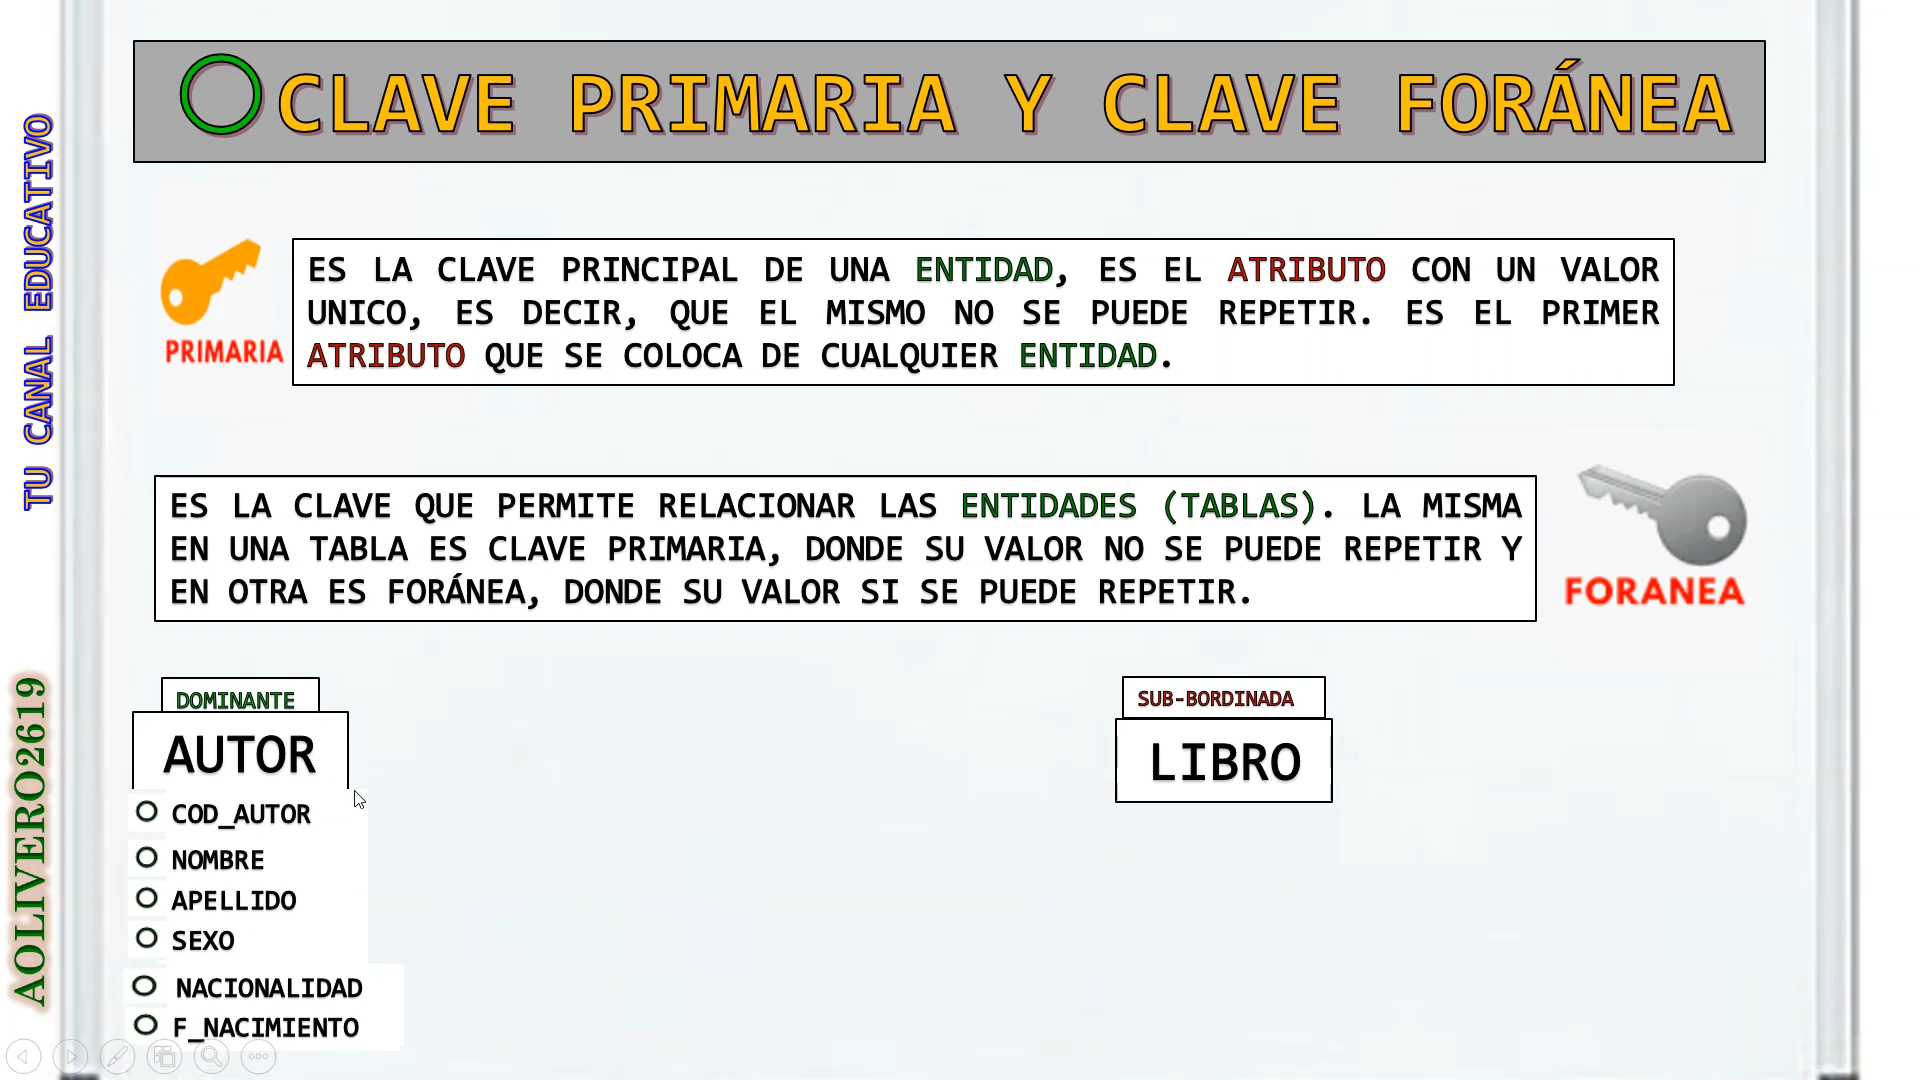 CLAVE PRIMARIA Y CLAVE FORÁNEA
TU CANAL EDUCATIVO
AOLIVERO2619
PRIMARIA
ES LA CLAVE PRINCIPAL DE UNA ENTIDAD, ES EL ATRIBUTO CON UN VALOR
UNICO, ES DECIR, QUE EL MISMO NO SE PUEDE REPETIR. ES EL PRIMER
ATRIBUTO QUE SE COLOCA DE CUALQUIER ENTIDAD.
ES LA CLAVE QUE PERMITE RELACIONAR LAS ENTIDADES (TABLAS). LA MISMA
EN UNA TABLA ES CLAVE PRIMARIA, DONDE SU VALOR NO SE PUEDE REPETIR Y
EN OTRA ES FORÁNEA, DONDE SU VALOR SI SE PUEDE REPETIR.
FORANEA
DOMINANTE
AUTOR
COD_AUTOR
NOMBRE
APELLIDO
SEXO
NACIONALIDAD
F_NACIMIENTO
SUB-BORDINADA
LIBRO